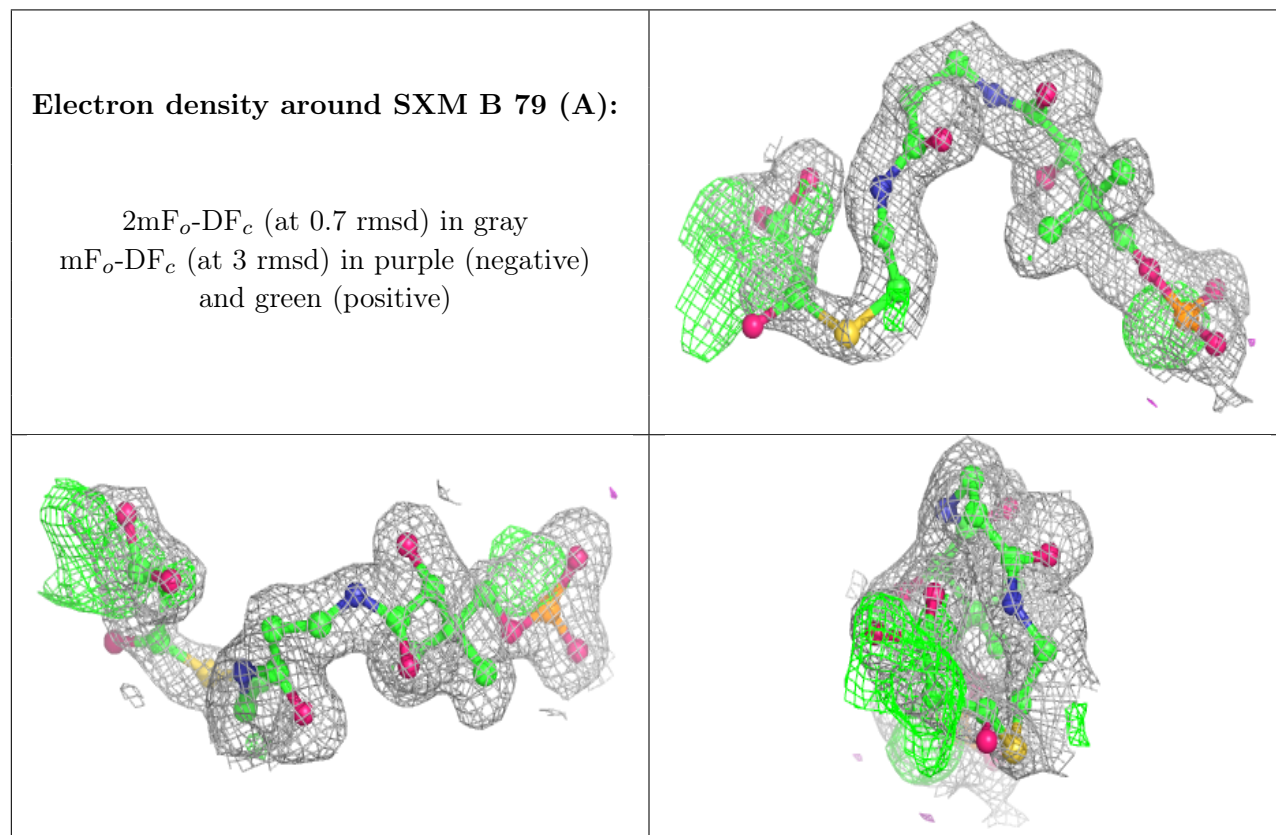 Electron density around SXM B 79 (A):
2mFo-DFc (at 0.7 rmsd) in gray
mFo-DFc (at 3 rmsd) in purple (negative)
and green (positive)